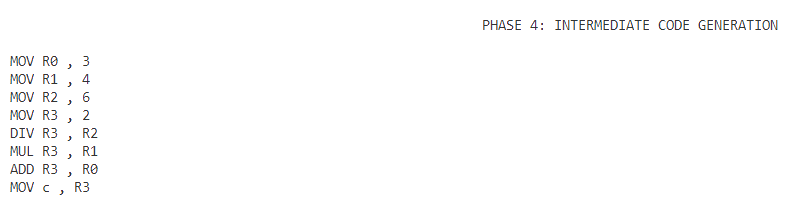 PHASE 4: INTERMEDIATE CODE GENERATION
MOV R0 , 3
MOV R1 , 4
MOV R2 , 6
MOV R3 , 2
DIV R3 , R2
MUL R3 , R1
ADD R3 , R0
MOV c , R3